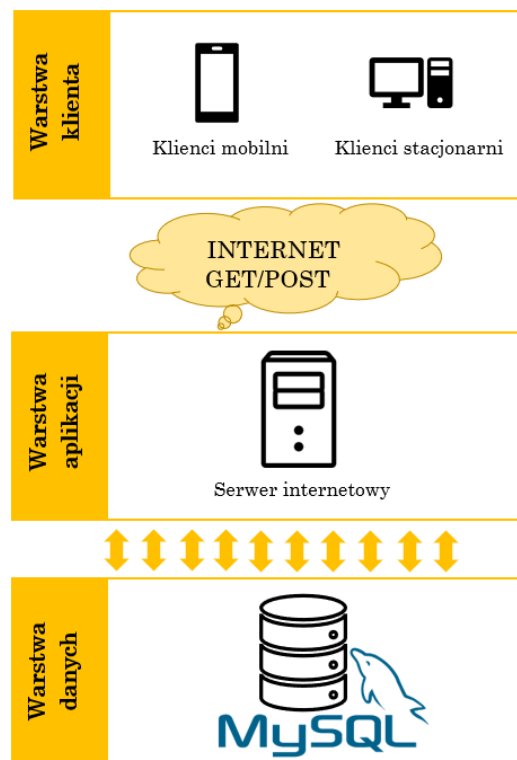 Warstwa
klienta
Klienci mobilni
Klienci stacjonarni
INTERNET
GET/POST
Warstwa
aplikacji
Serwer internetowy
Warstwa
danych
MySQL